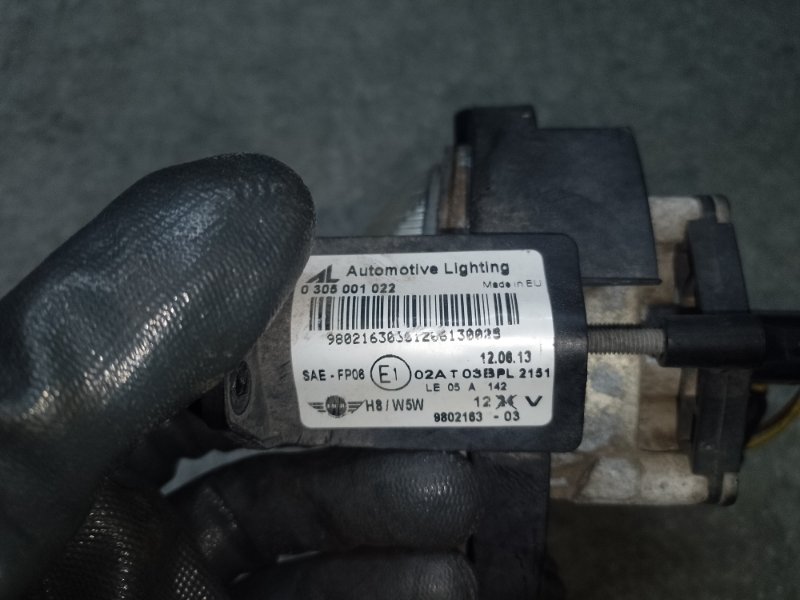 AL Automotive Lighting
0 305 001 022 Made in EU
12.06.13
SAE - FP06 E1 02A T 03BPL 2151
LE 05 A 142
H8 / W5W 12 V
9802163 - 03